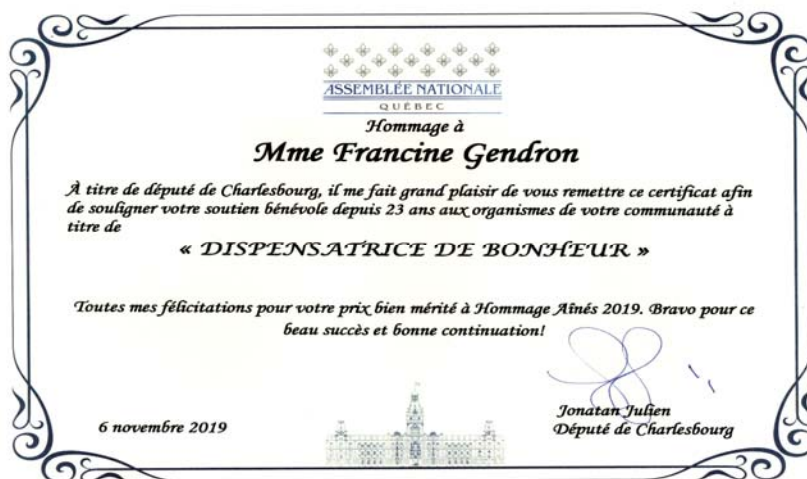 ASSEMBLÉE NATIONALE
QUÉBEC
Hommage à
Mme Francine Gendron
À titre de député de Charlesbourg, il me fait grand plaisir de vous remettre ce certificat afin
de souligner votre soutien bénévole depuis 23 ans aux organismes de votre communauté à
titre de
« DISPENSATRICE DE BONHEUR »
Toutes mes félicitations pour votre prix bien mérité à Hommage Aînés 2019. Bravo pour ce
beau succès et bonne continuation!
6 novembre 2019
Jonatan Julien
Député de Charlesbourg